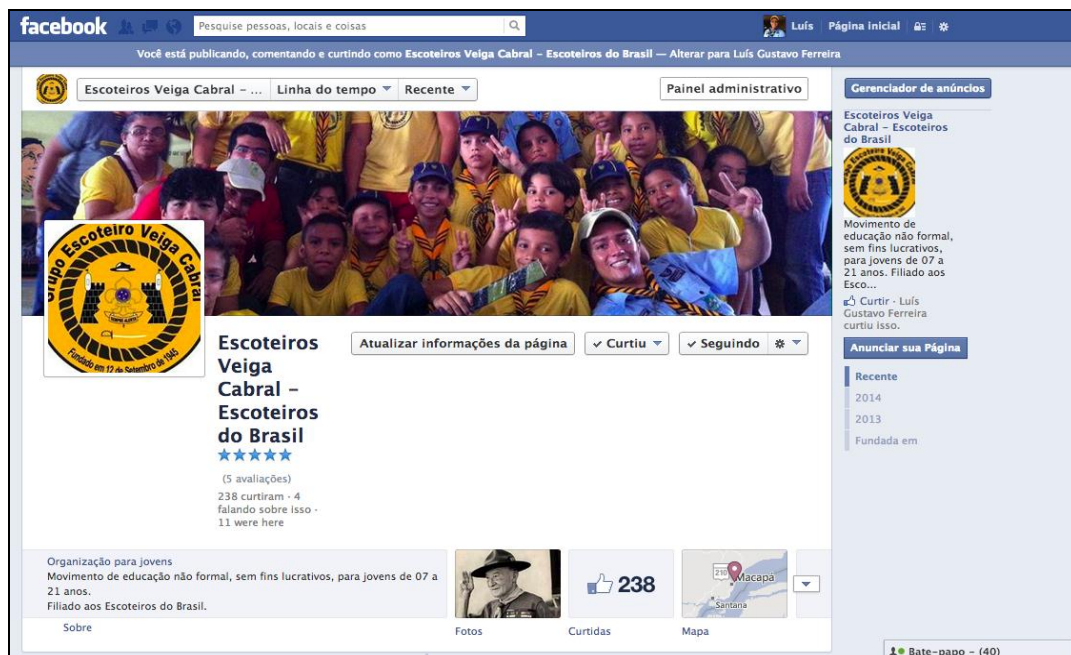 facebook
Pesquise pessoas, locais e coisas
Luís
Página inicial
Você está publicando, comentando e curtindo como Escoteiros Veiga Cabral – Escoteiros do Brasil — Alterar para Luís Gustavo Ferreira
Escoteiros Veiga Cabral – ...
Linha do tempo
Recente
Painel administrativo
Grupo Escoteiro Veiga Cabral
Fundado em 12 de Setembro de 1945
Escoteiros
Veiga
Cabral –
Escoteiros
do Brasil
(5 avaliações)
238 curtiram · 4
falando sobre isso ·
11 were here
Atualizar informações da página
Curtiu
Seguindo
Organização para jovens
Movimento de educação não formal, sem fins lucrativos, para jovens de 07 a
21 anos.
Filiado aos Escoteiros do Brasil.
Sobre
Fotos
238
Curtidas
210
Macapá
Santana
Mapa
Gerenciador de anúncios
Escoteiros Veiga
Cabral – Escoteiros
do Brasil
Movimento de
educação não formal,
sem fins lucrativos,
para jovens de 07 a
21 anos. Filiado aos
Esco...
Curtir · Luís
Gustavo Ferreira
curtiu isso.
Anunciar sua Página
Recente
2014
2013
Fundada em
Bate-papo – (40)